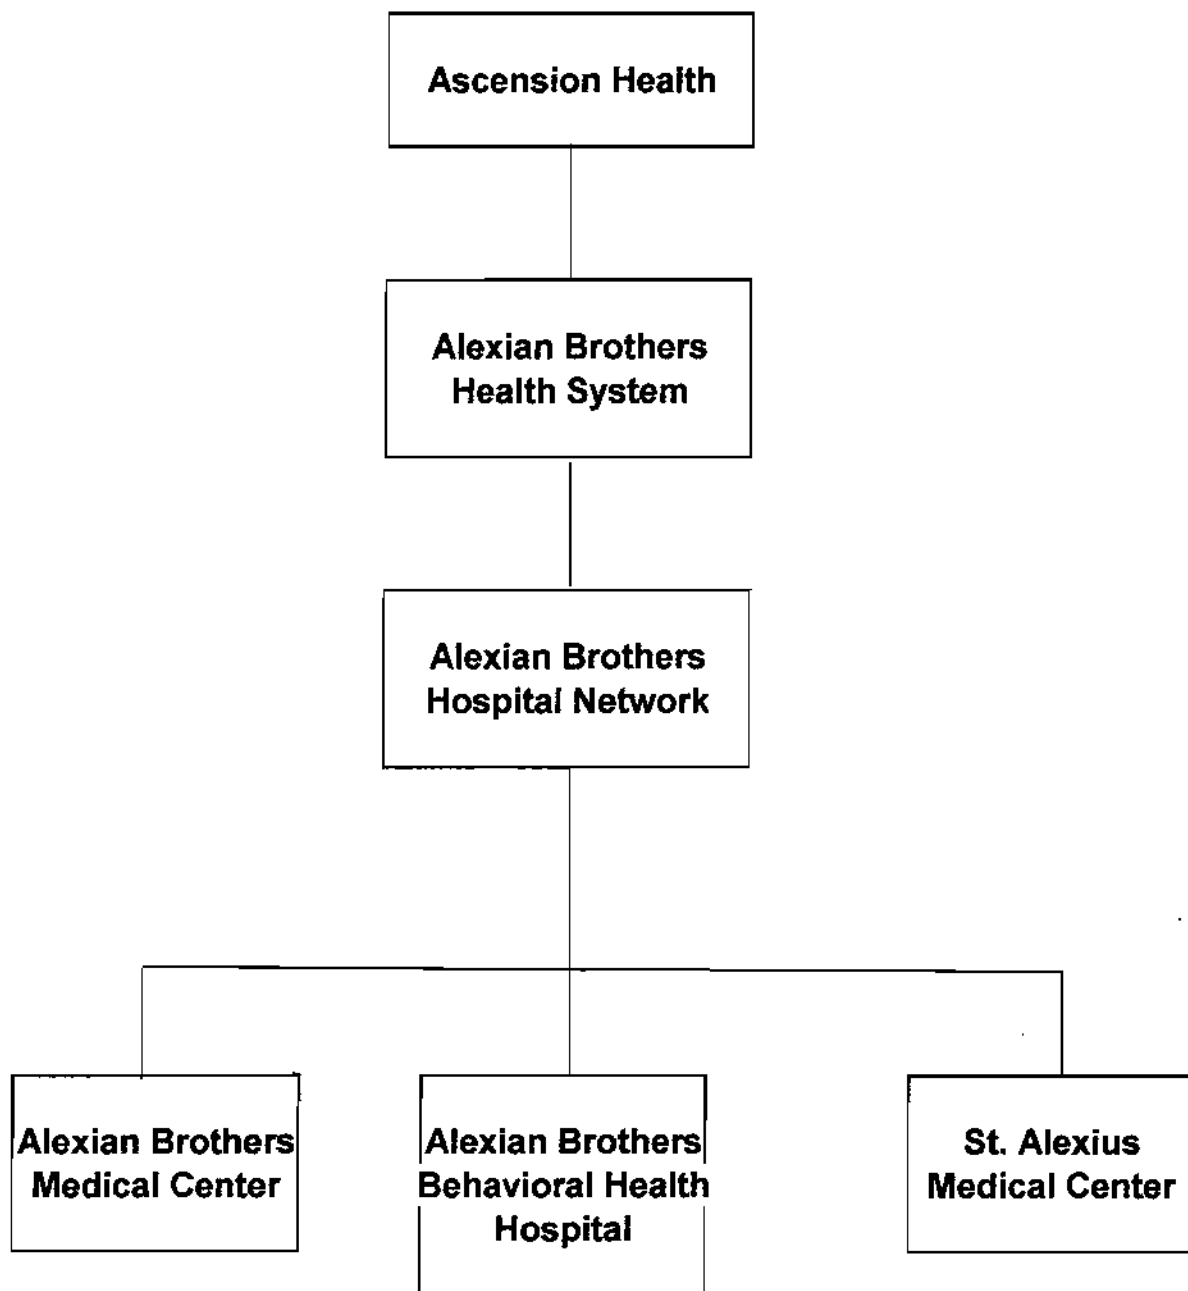 Ascension Health
Alexian Brothers
Health System
Alexian Brothers
Hospital Network
Alexian Brothers
Medical Center
Alexian Brothers
Behavioral Health
Hospital
St. Alexius
Medical Center